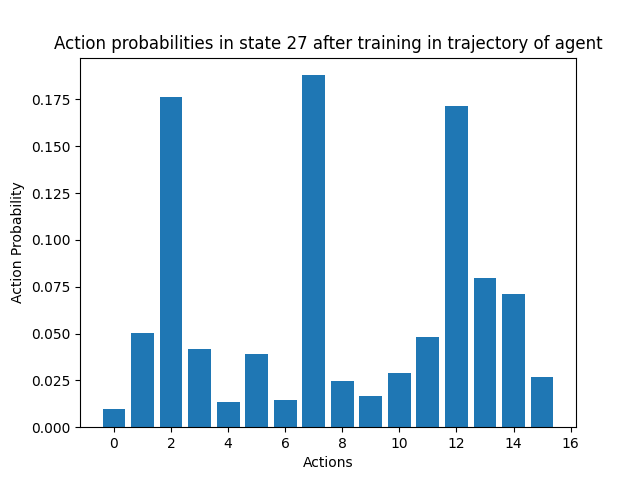 Action probabilities in state 27 after training in trajectory of agent
0.175
0.150
0.125
0.100
0.075
0.050
0.025
0.000
Action Probability
0 2 4 6 8 10 12 14 16
Actions